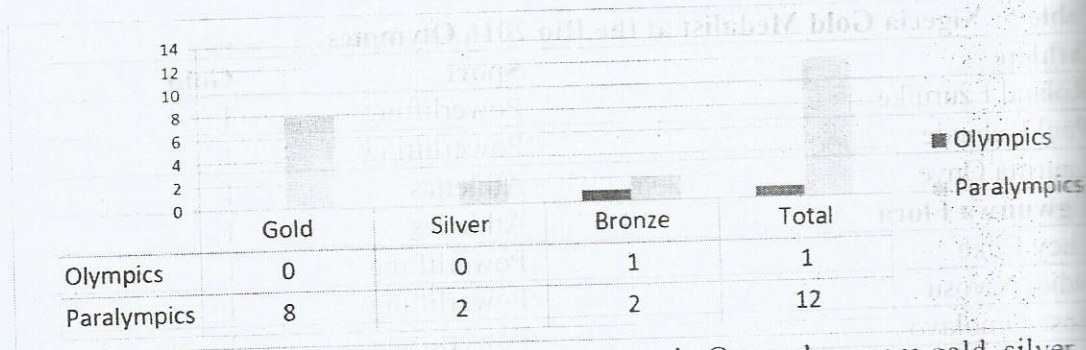 14
12
10
8
6
4
2
0
Olympics
Paralympics
Gold Silver Bronze Total
Olympics 0 0 1 1
Paralympics 8 2 2 12
gold, silver